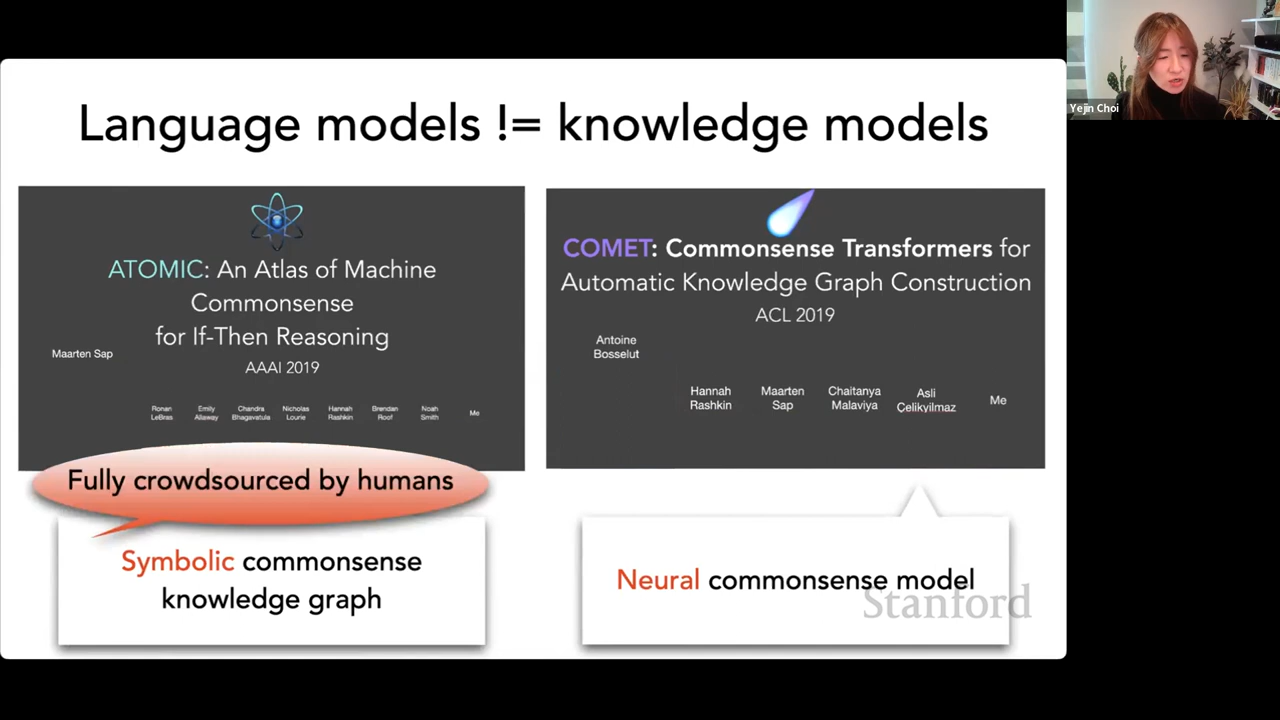 Yejin Choi
Language models != knowledge models
ATOMIC: An Atlas of Machine
Commonsense
for If-Then Reasoning
AAAI 2019
Maarten Sap
Ronan
LeBras
Emily
Allaway
Chandra
Bhagavatula
Nicholas
Lourie
Hannah
Rashkin
Brendan
Roof
Noah
Smith
Me
Fully crowdsourced by humans
Symbolic commonsense
knowledge graph
COMET: Commonsense Transformers for
Automatic Knowledge Graph Construction
ACL 2019
Antoine
Bosselut
Hannah
Rashkin
Maarten
Sap
Chaitanya
Malaviya
Asli
Celikyilmaz
Me
Neural commonsense model
Stanford